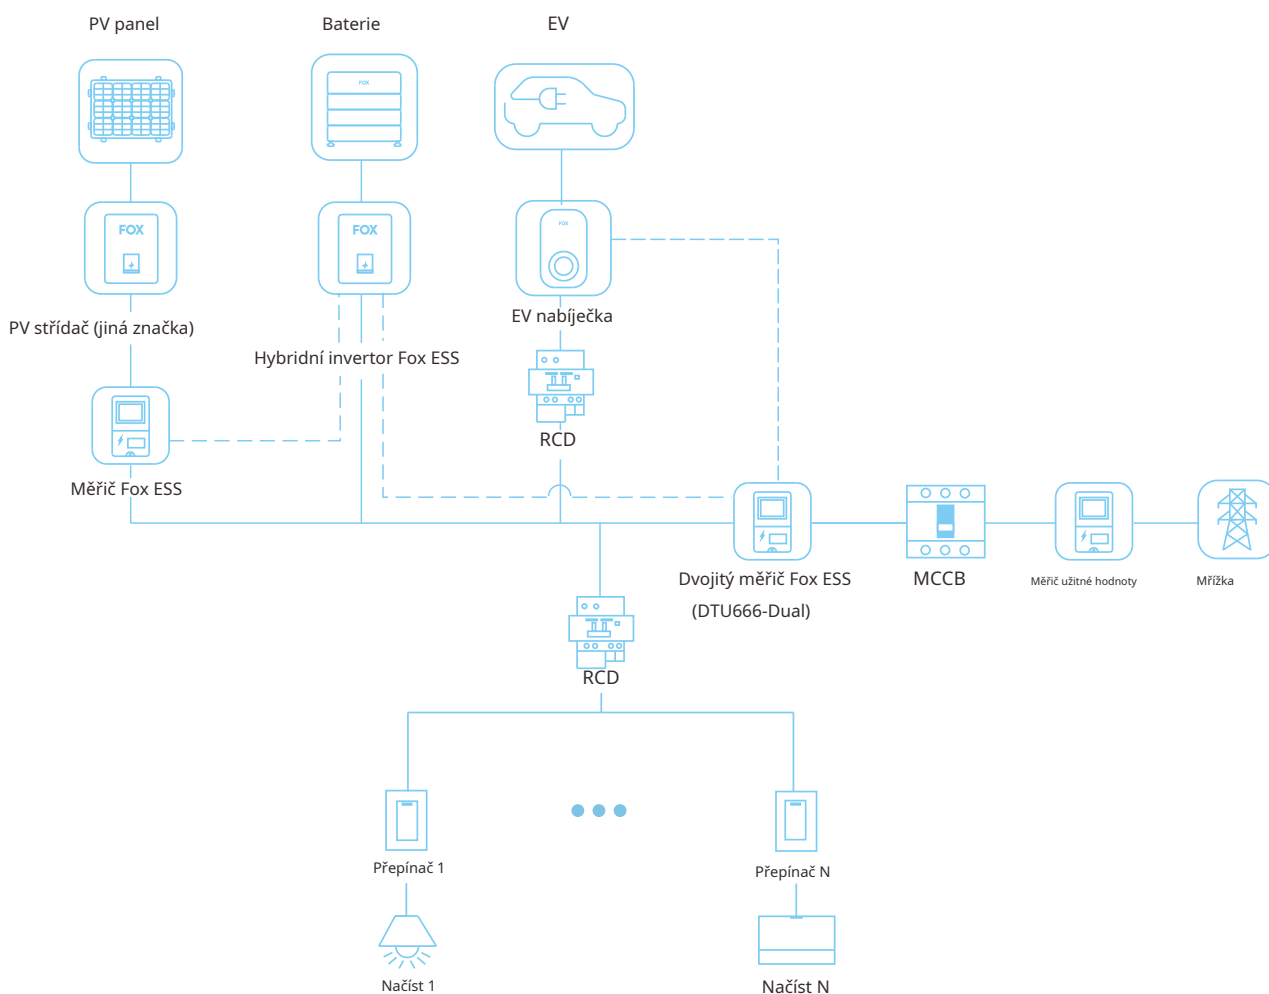 PV panel
Baterie
EV
FOX
FOX
FOX
FOX
EV nabíječka
PV střídač (jiná značka)
Hybridní invertor Fox ESS
RCD
Měřič Fox ESS
Dvojitý měřič Fox ESS
(DTU666-Dual)
MCCB
Měřič užitné hodnoty
Mřížka
RCD
Přepínač 1
Přepínač N
Načíst 1
Načíst N